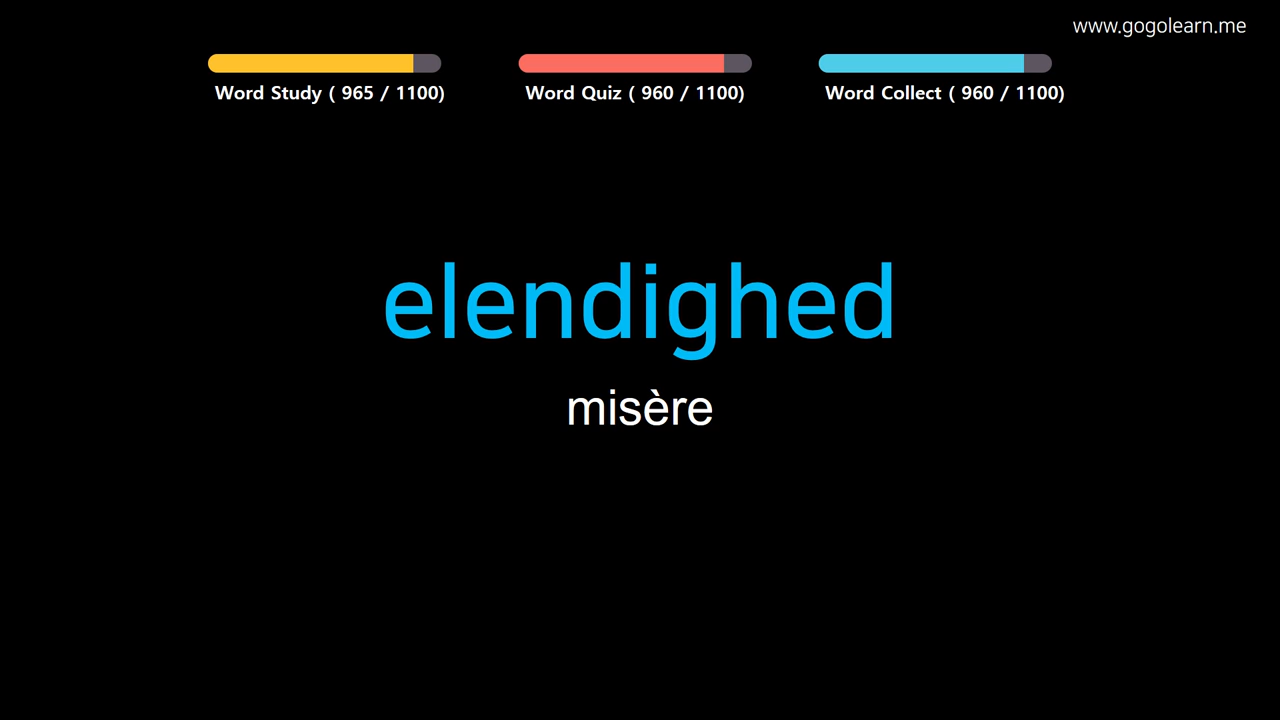 www.gogolearn.me
Word Study ( 965 / 1100)
Word Quiz ( 960 / 1100)
Word Collect ( 960 / 1100)
elendighed
misère